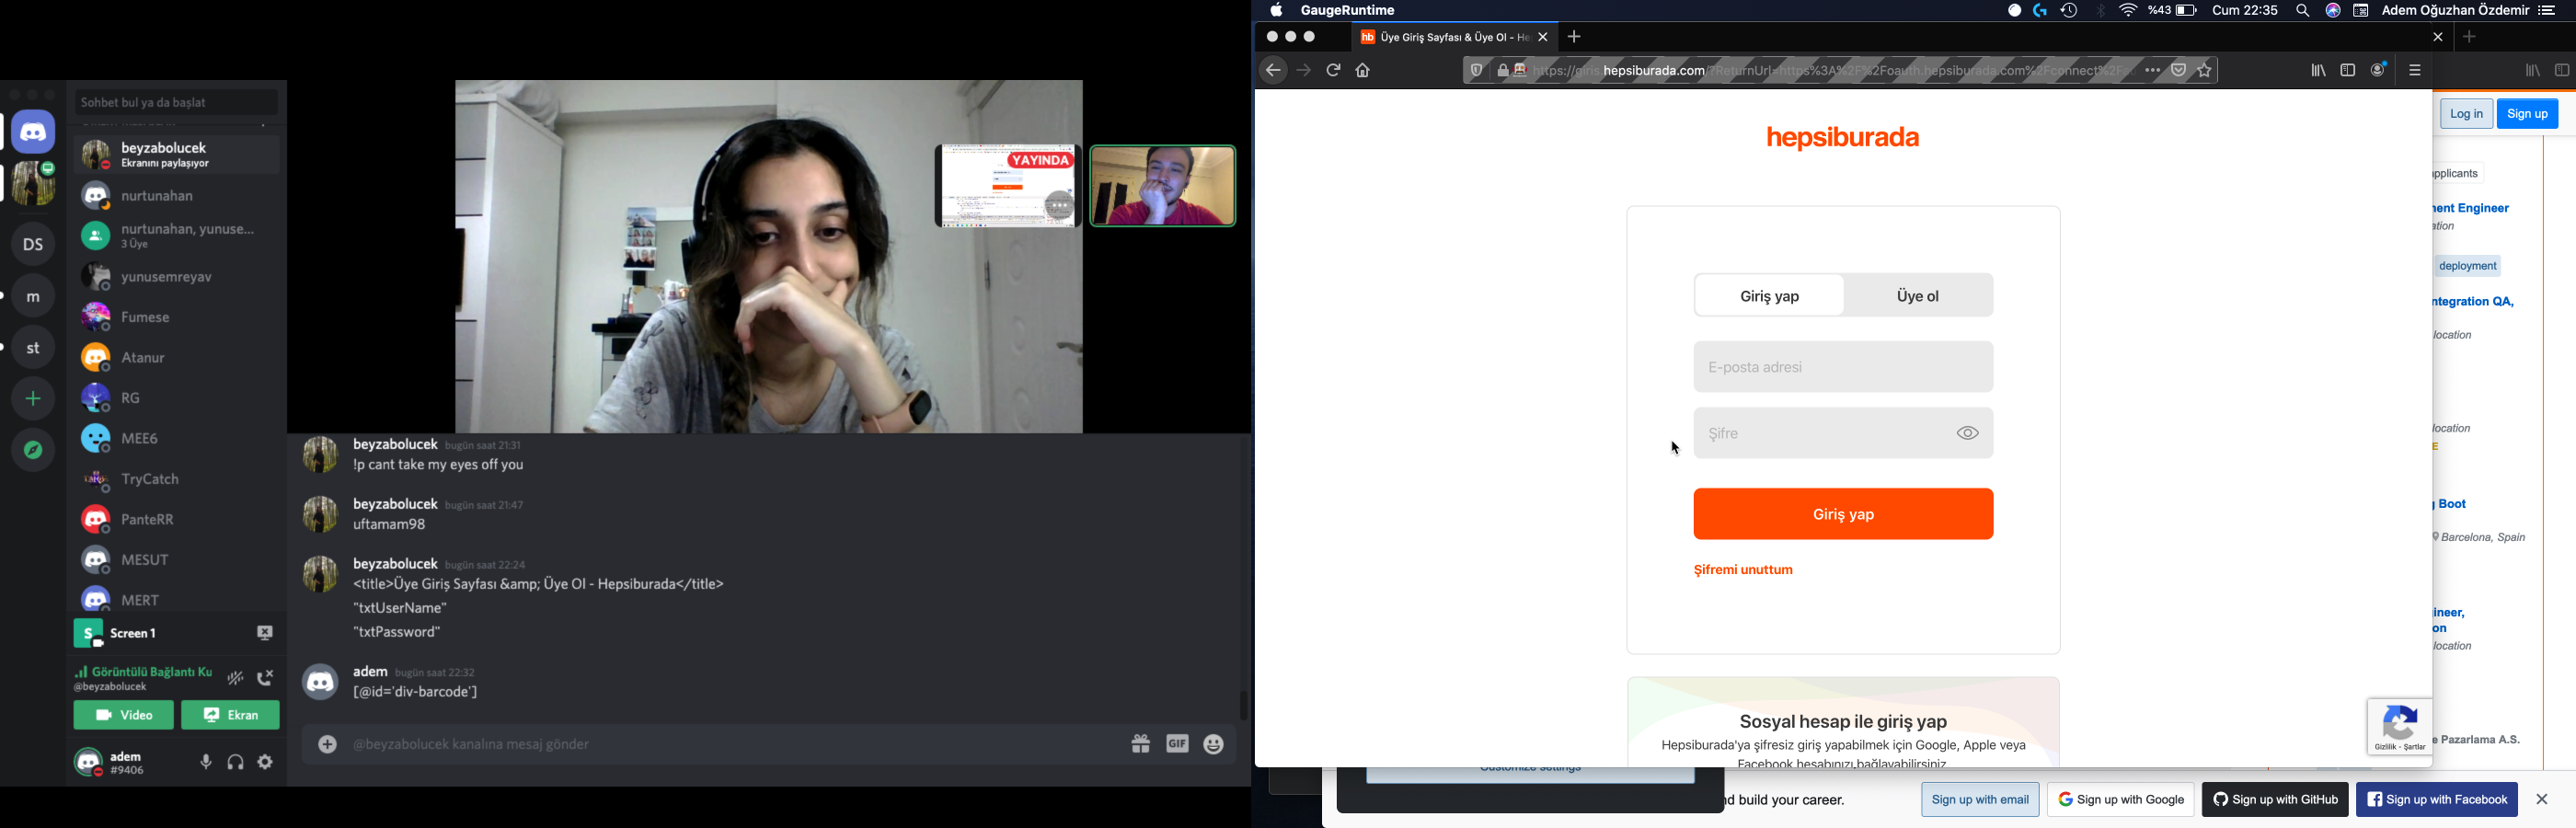 Sohbet bul ya da başlat
beyzabolucek
Ekranını paylaşıyor
nurtunahan
nurtunahan, yunuse...
3 Üye
yunusemreyav
Fumese
Atanur
RG
MEE6
TryCatch
PanteRR
MESUT
MERT
DS
m
st
S
Screen 1
Görüntülü Bağlantı Ku
@beyzabolucek
Video
Ekran
adem
#9406
YAYINDA
beyzabolucek bugün saat 21:31
!p cant take my eyes off you
beyzabolucek bugün saat 21:47
uftamam98
beyzabolucek bugün saat 22:24
<title>Üye Giriş Sayfası &amp; Üye Ol - Hepsiburada</title>
"txtUserName"
"txtPassword"
adem bugün saat 22:32
[@id='div-barcode']
@beyzabolucek kanalına mesaj gönder
GIF
GaugeRuntime
%43
Cum 22:35
Adem Oğuzhan Özdemir
hb Üye Giriş Sayfası & Üye Ol - He
https://giris.hepsiburada.com/?ReturnUrl=https%3A%2F%2Foauth.hepsiburada.com%2Fconnect%2F
hepsiburada
Giriş yap
Üye ol
E-posta adresi
Şifre
Giriş yap
Şifremi unuttum
Sosyal hesap ile giriş yap
Hepsiburada'ya şifresiz giriş yapabilmek için Google, Apple veya
Facebook hesabınızı bağlayabilirsiniz
Gizlilik - Şartlar
Log in
Sign up
applicants
ment Engineer
ation
deployment
ntegration QA,
location
location
E
Boot
Barcelona, Spain
ineer,
on
location
e Pazarlama A.S.
Customize settings
nd build your career.
Sign up with email
Sign up with Google
Sign up with GitHub
Sign up with Facebook